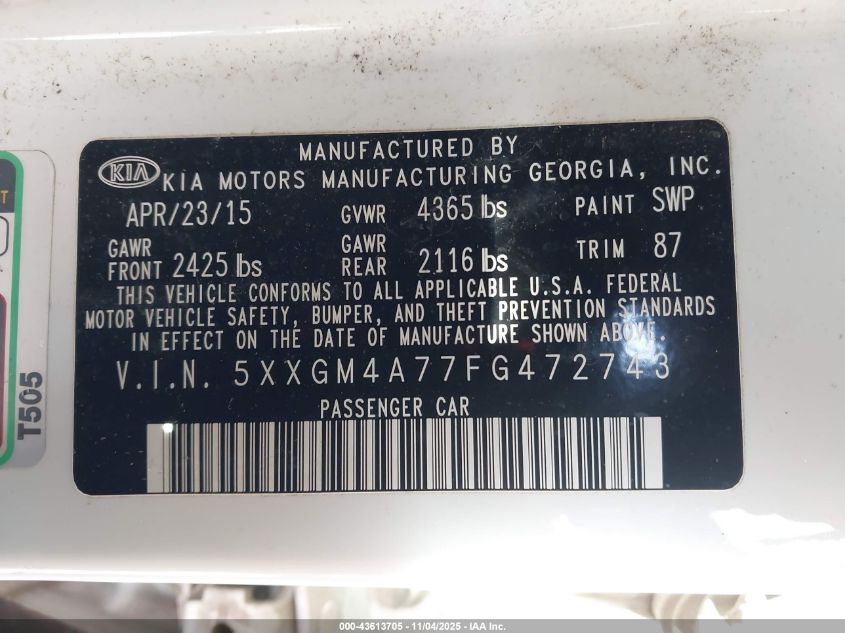 MANUFACTURED BY
KIA KIA MOTORS MANUFACTURING GEORGIA, INC.
APR/23/15 GVWR 4365 lbs PAINT SWP
GAWR FRONT 2425 lbs GAWR REAR 2116 lbs TRIM 87
THIS VEHICLE CONFORMS TO ALL APPLICABLE U.S.A. FEDERAL
MOTOR VEHICLE SAFETY, BUMPER, AND THEFT PREVENTION STANDARDS
IN EFFECT ON THE DATE OF MANUFACTURE SHOWN ABOVE.
V.I.N. 5XXGM4A77FG472743
PASSENGER CAR
T505
000-43613705 - 11/04/2025 - IAA Inc.